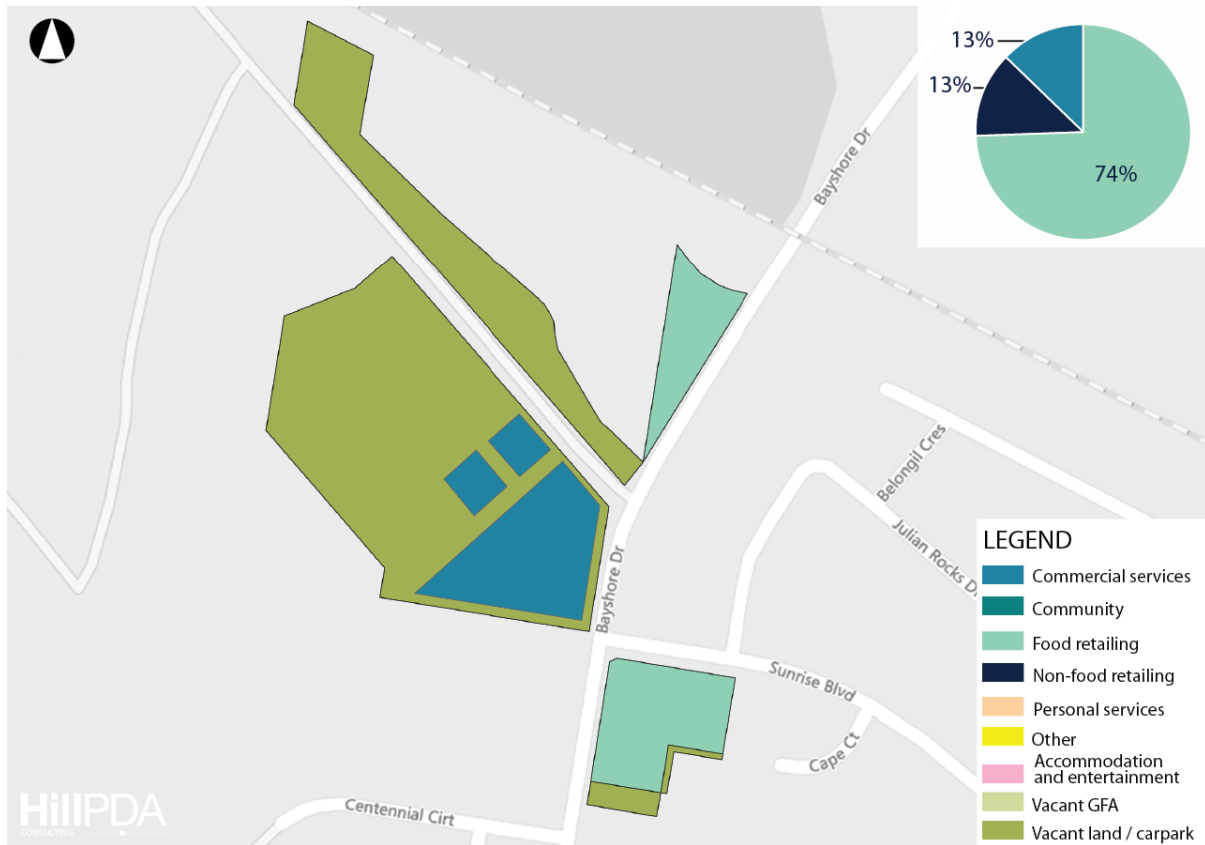 13%
13%
74%
Bayshore Dr
Belongil Cres
Julian Rocks D
Bayshore Dr
Sunrise Blvd
Cape Ct
Centennial Cirt
LEGEND
Commercial services
Community
Food retailing
Non-food retailing
Personal services
Other
Accommodation
and entertainment
Vacant GFA
Vacant land / carpark
HillPDA
CONSULTING